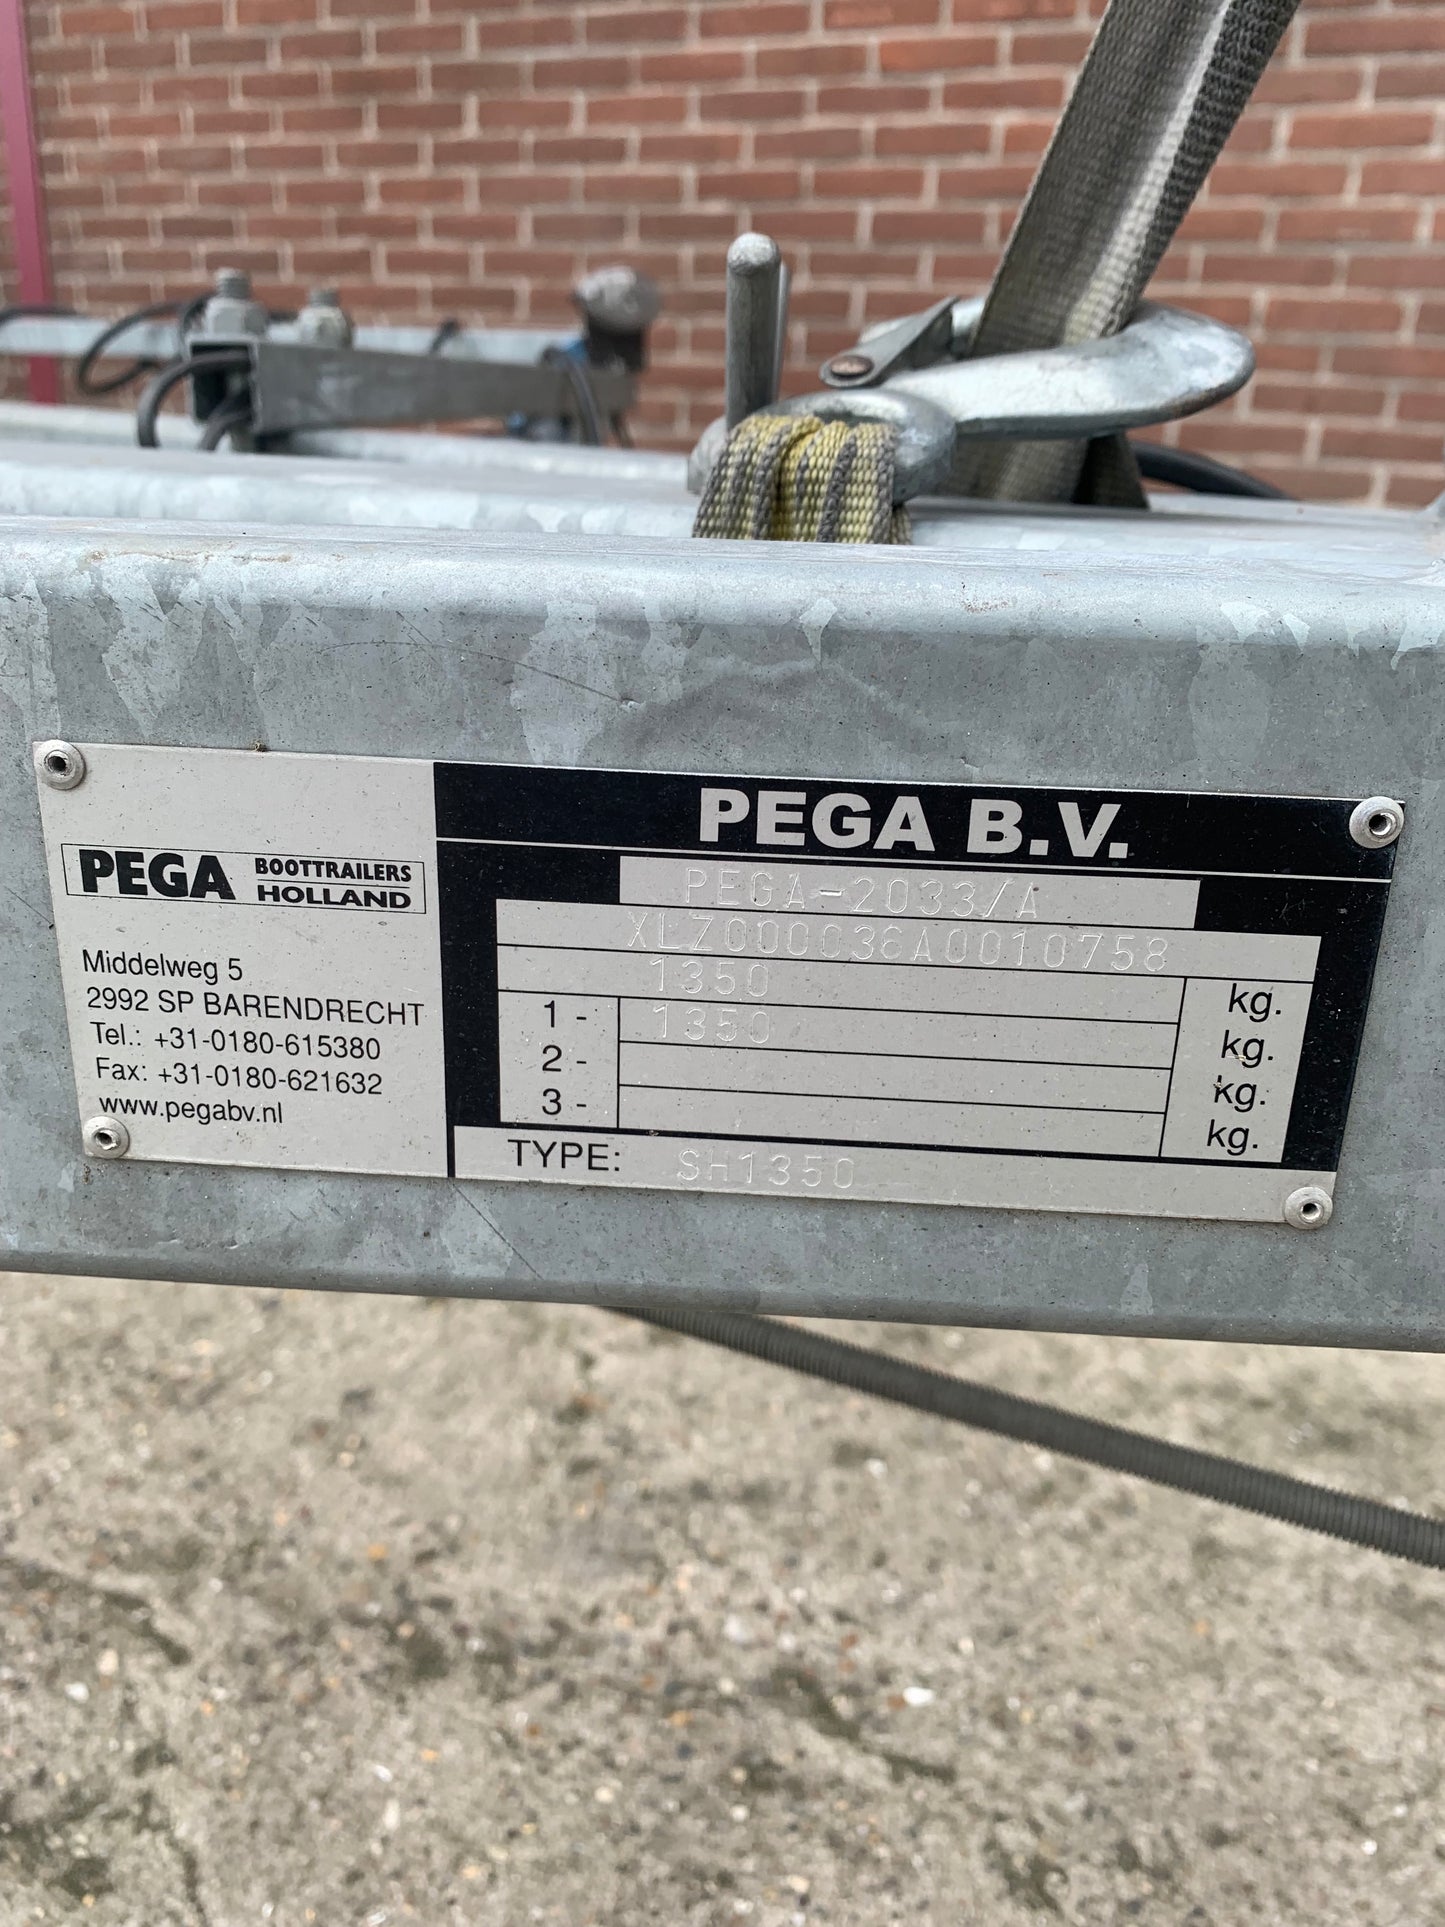 PEGA BOOTTRAILERS
HOLLAND
Middelweg 5
2992 SP BARENDRECHT
Tel.: +31-0180-615380
Fax: +31-0180-621632
www.pegabv.nl
PEGA B.V.
PEGA-2033/A
XLZ000036A0010758
1350 kg.
1 - 1350 kg.
2 - kg.
3 - kg.
TYPE: SH1350